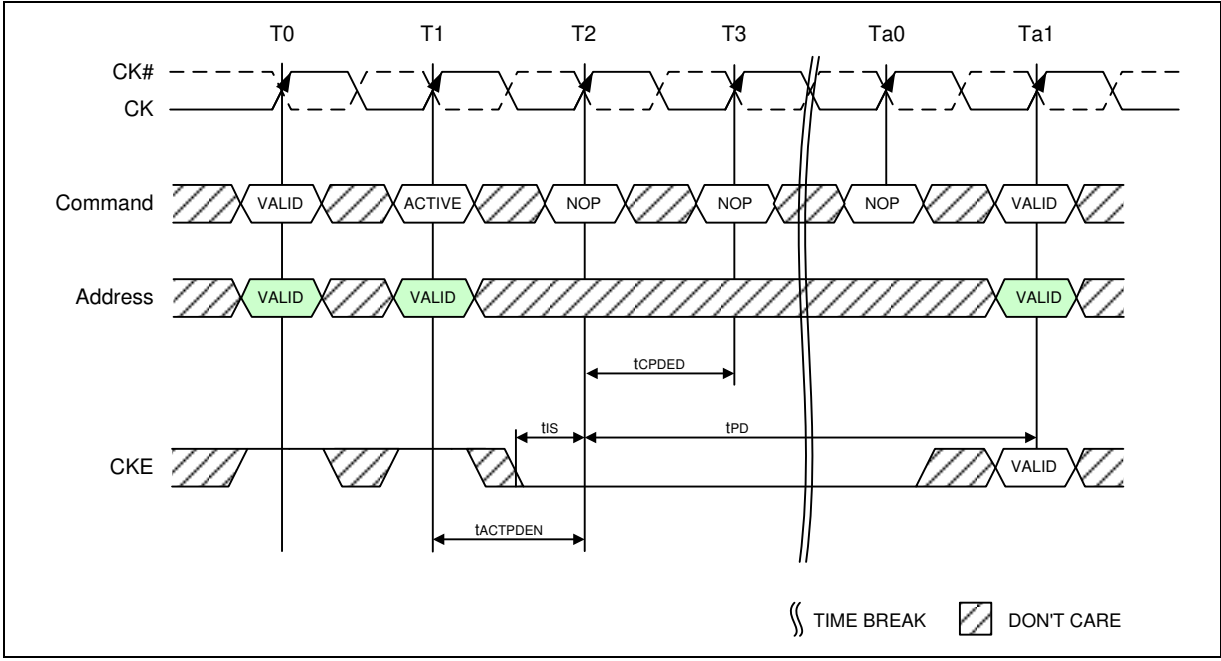 T0 T1 T2 T3 Ta0 Ta1
CK#
CK
Command VALID ACTIVE NOP NOP NOP VALID
Address VALID VALID VALID
tCPDED
tIS tPD
CKE VALID
tACTPDEN
TIME BREAK DON'T CARE